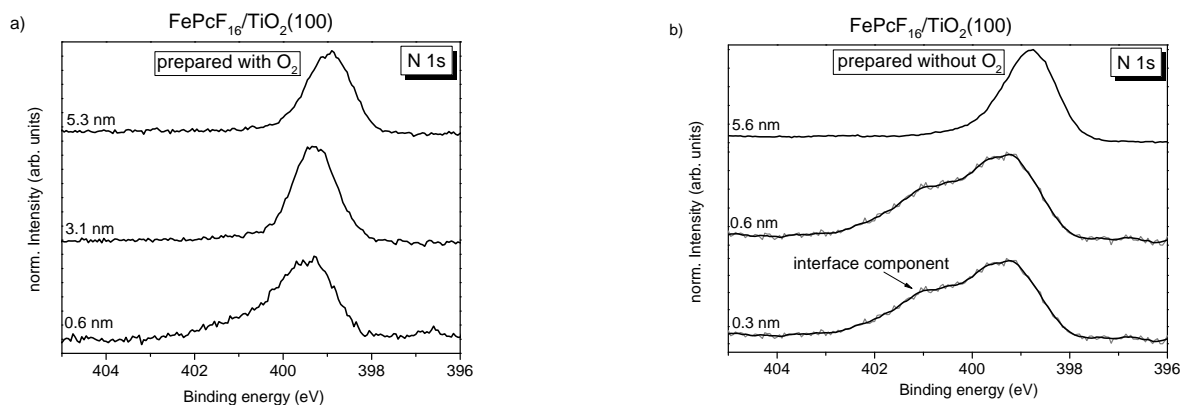 a)
FePcF16/TiO2(100)
prepared with O2
N 1s
5.3 nm
3.1 nm
0.6 nm
norm. Intensity (arb. units)
404 402 400 398 396
Binding energy (eV)
b)
FePcF16/TiO2(100)
prepared without O2
N 1s
5.6 nm
0.6 nm
interface component
0.3 nm
norm. Intensity (arb. units)
404 402 400 398 396
Binding energy (eV)